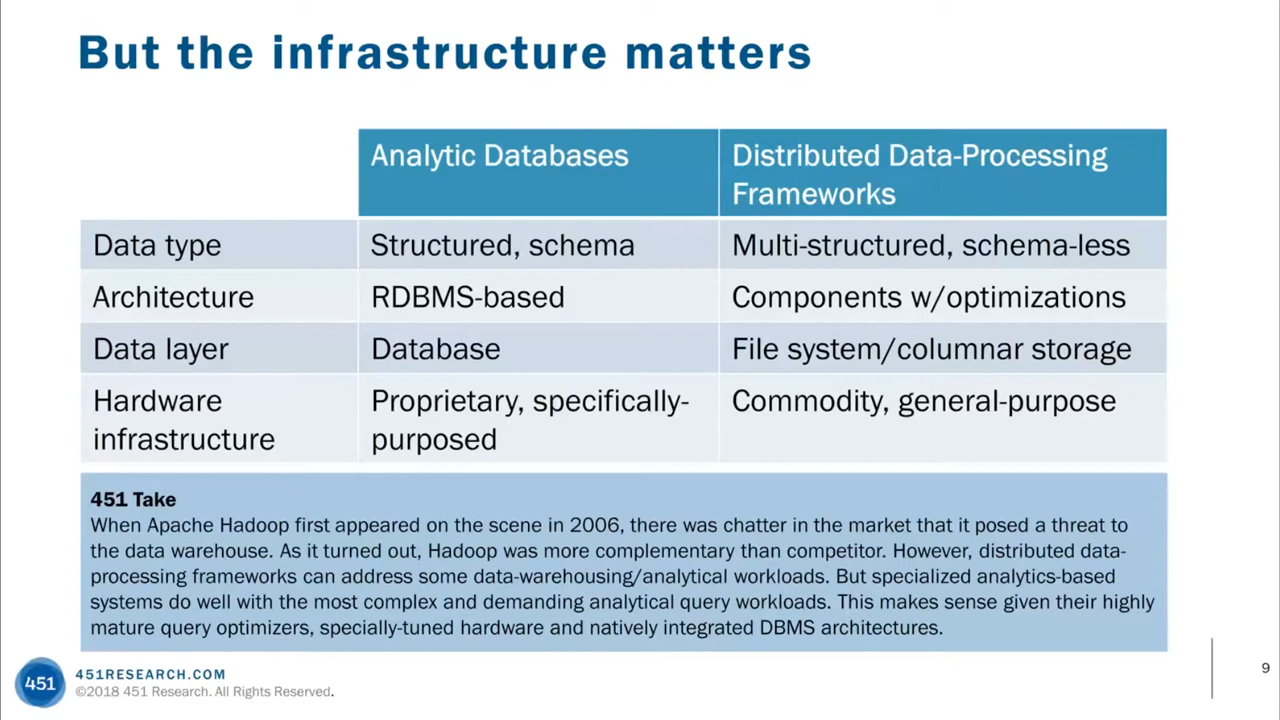 But the infrastructure matters
Analytic Databases
Distributed Data-Processing
Frameworks
Data type
Structured, schema
Multi-structured, schema-less
Architecture
RDBMS-based
Components w/optimizations
Data layer
Database
File system/columnar storage
Hardware
infrastructure
Proprietary, specifically-
purposed
Commodity, general-purpose
451 Take
When Apache Hadoop first appeared on the scene in 2006, there was chatter in the market that it posed a threat to
the data warehouse. As it turned out, Hadoop was more complementary than competitor. However, distributed data-
processing frameworks can address some data-warehousing/analytical workloads. But specialized analytics-based
systems do well with the most complex and demanding analytical query workloads. This makes sense given their highly
mature query optimizers, specially-tuned hardware and natively integrated DBMS architectures.
451
451RESEARCH.COM
©2018 451 Research. All Rights Reserved.
9